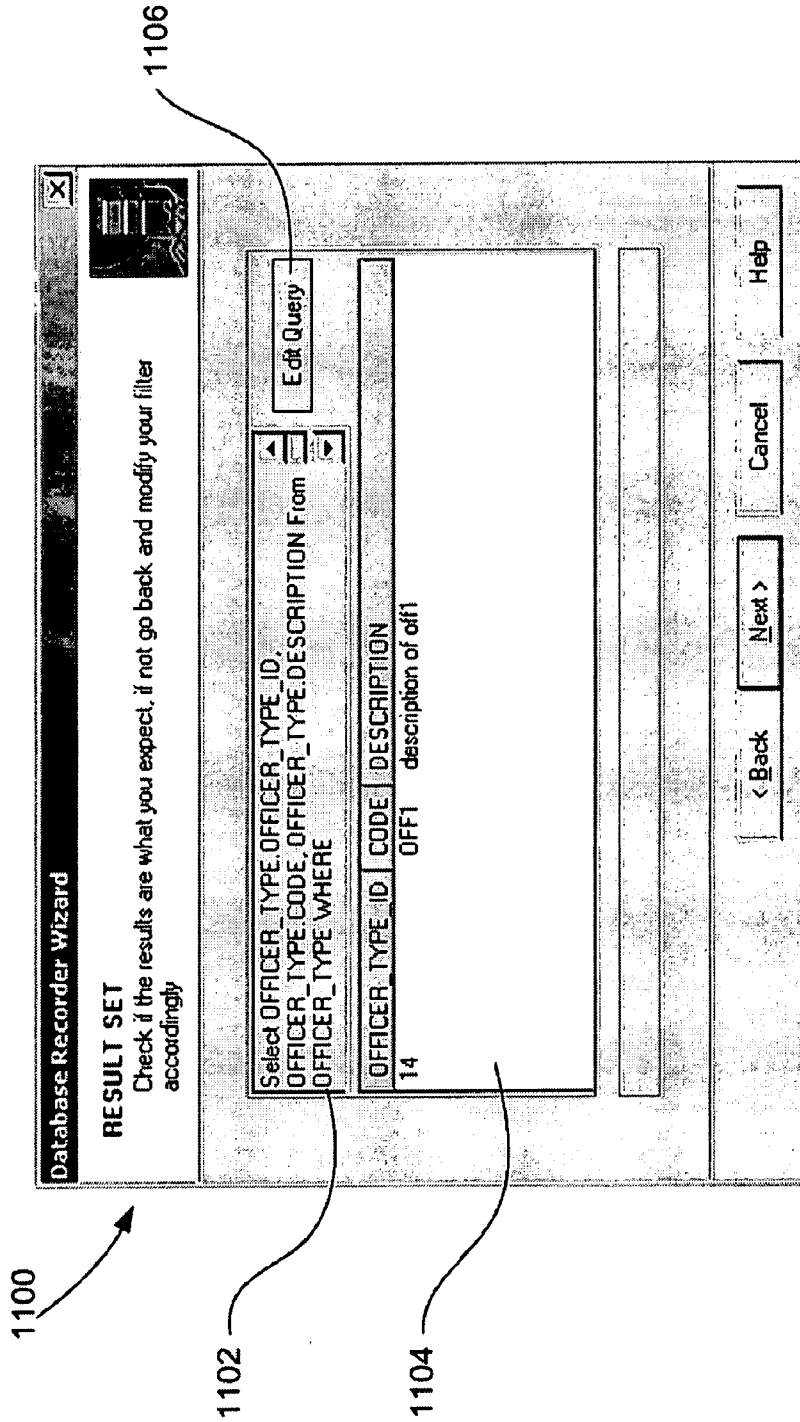 1100
Database Recorder Wizard
RESULT SET
Check if the results are what you expect, if not go back and modify your filter
accordingly
1102
Select OFFICER_TYPE.OFFICER_TYPE_ID,
OFFICER_TYPE.CODE, OFFICER_TYPE.DESCRIPTION From
OFFICER_TYPE WHERE
Edit Query
1106
1104
OFFICER_TYPE_ID CODE DESCRIPTION
14 OFF1 description of off1
< Back Next > Cancel Help